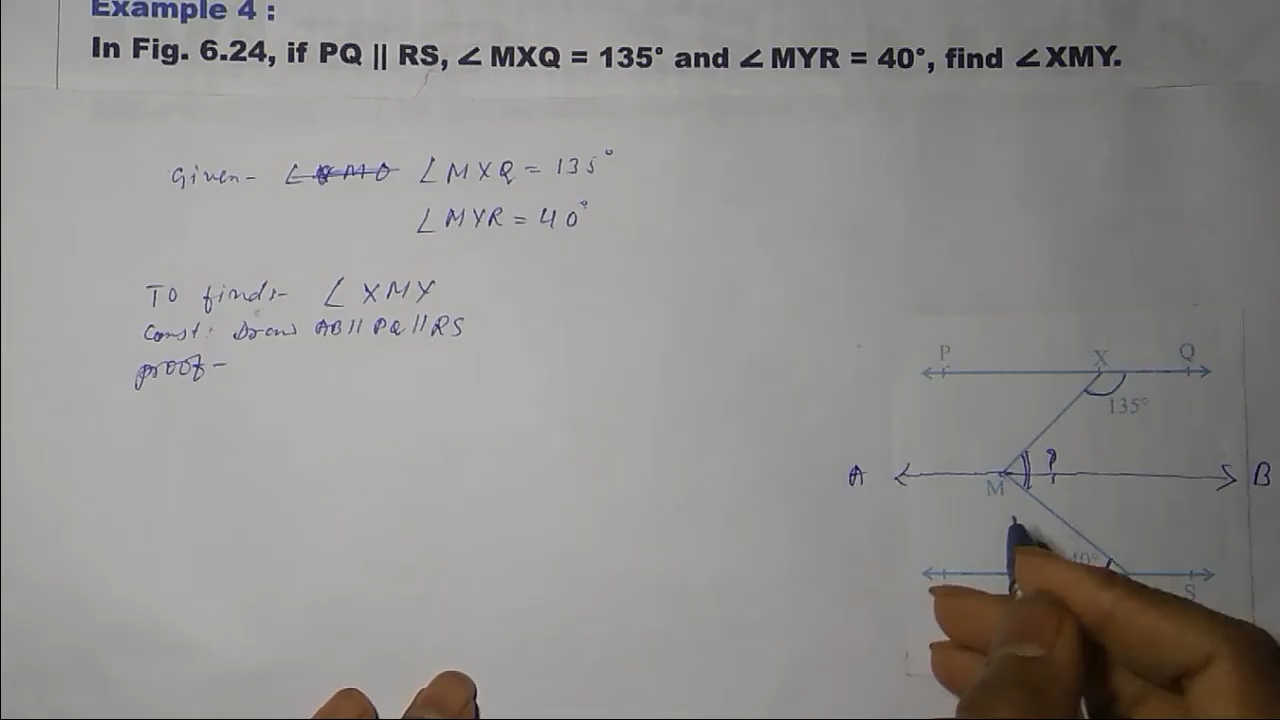 Example 4 :
In Fig. 6.24, if PQ || RS, ∠ MXQ = 135° and ∠ MYR = 40°, find ∠ XMY.
Given - ∠ ∠ MXQ = 135°
∠ MYR = 40°
To find:- ∠ XMY
Const: Draw AB || PQ || RS
proof -
P X Q
135°
A M ? B
40°
S